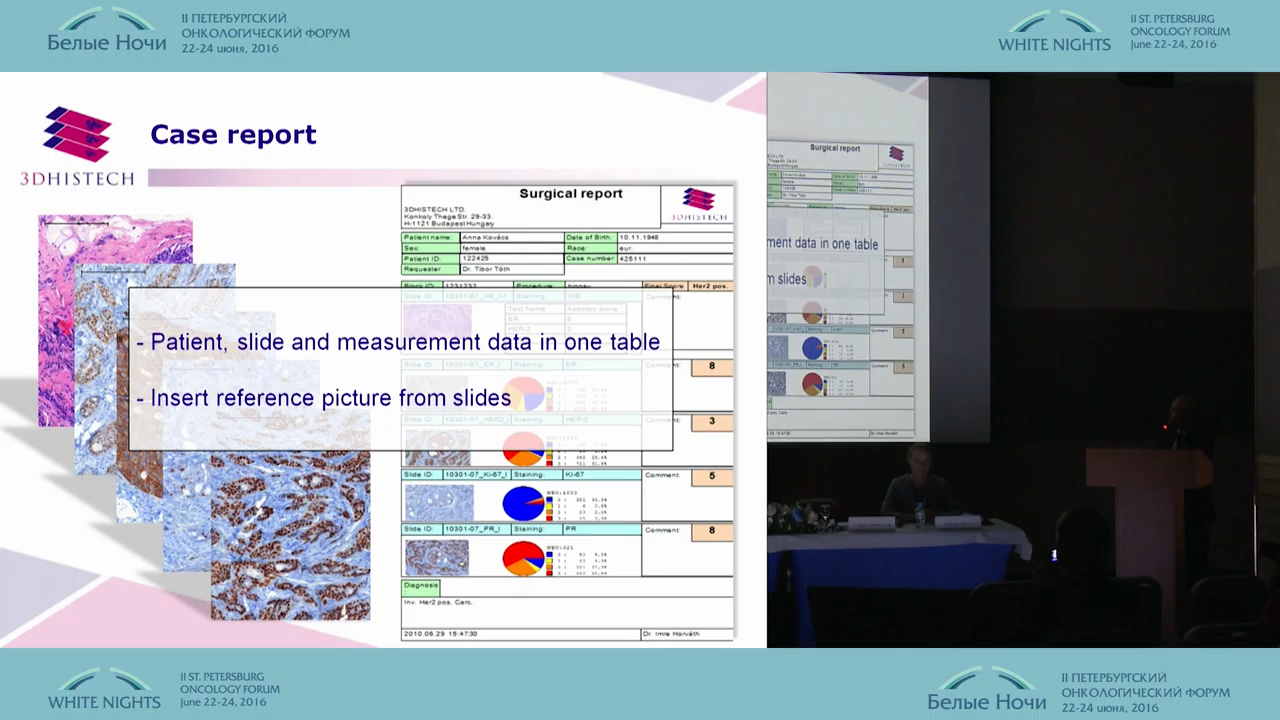 Белые Ночи
II ПЕТЕРБУРГСКИЙ
ОНКОЛОГИЧЕСКИЙ ФОРУМ
22-24 июня, 2016
WHITE NIGHTS
II ST. PETERSBURG
ONCOLOGY FORUM
June 22-24, 2016
3DHISTECH
Case report
Surgical report
3DHISTECH LTD.
Konkoly Thege Str. 29-33.
H-1121 Budapest Hungary
3DHISTECH
Patient name: Anna Kovács Date of Birth: 10.11.1948
Sex: female Race: eur.
Patient ID: 122425 Case number: 425111
Requester: Dr. Tibor Tóth
Her2 pos.
- Patient, slide and measurement data in one table
- Insert reference picture from slides
8
3
Slide ID: 10301-07_Ki-67_I Staining: KI-67 Comment: 5
Slide ID: 10301-07_PR_I Staining: PR Comment: 8
Diagnosis
Inv. Her2 pos. Carc.
2010.06.29 15:47:30 Dr. Imre Horváth
Surgical report
ment data in one table
m slides
WHITE NIGHTS
II ST. PETERSBURG
ONCOLOGY FORUM
June 22-24, 2016
Белые Ночи
II ПЕТЕРБУРГСКИЙ
ОНКОЛОГИЧЕСКИЙ ФОРУМ
22-24 июня, 2016